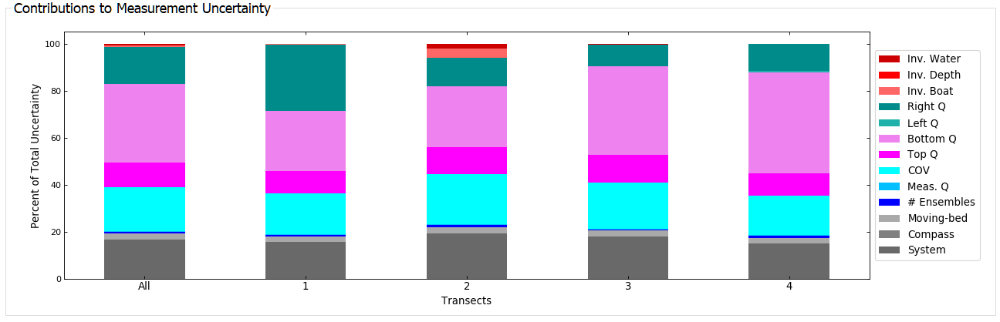 Contributions to Measurement Uncertainty
Percent of Total Uncertainty
100
80
60
40
20
0
All 1 2 3 4
Transects
Inv. Water
Inv. Depth
Inv. Boat
Right Q
Left Q
Bottom Q
Top Q
COV
Meas. Q
# Ensembles
Moving-bed
Compass
System